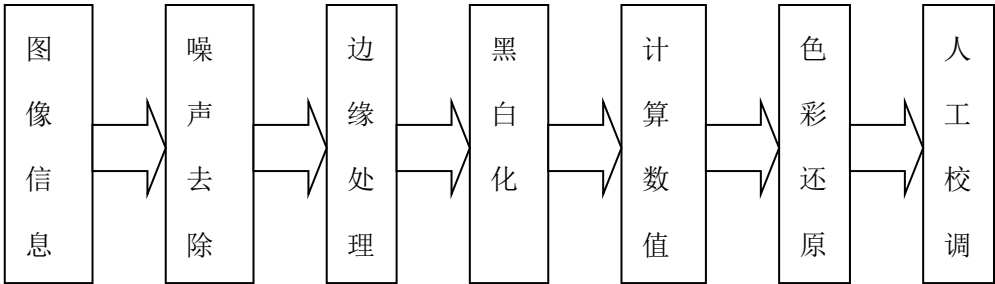 图像信息
噪声去除
边缘处理
黑白化
计算数值
色彩还原
人工校调